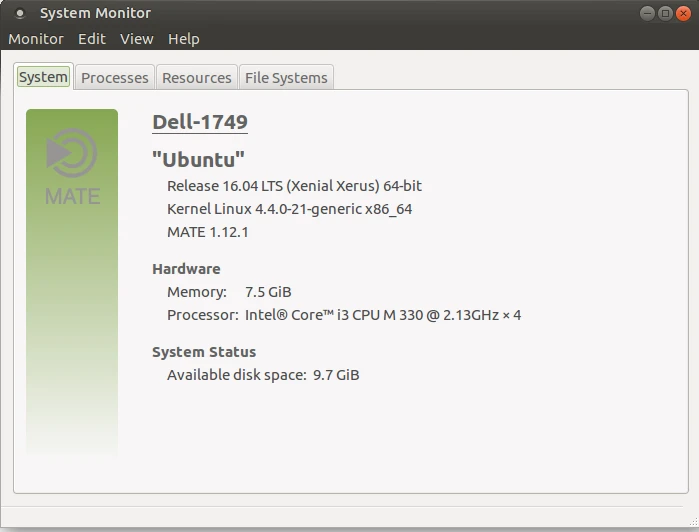 System Monitor
Monitor Edit View Help
System Processes Resources File Systems
MATE
Dell-1749
"Ubuntu"
Release 16.04 LTS (Xenial Xerus) 64-bit
Kernel Linux 4.4.0-21-generic x86_64
MATE 1.12.1
Hardware
Memory: 7.5 GiB
Processor: Intel® Core™ i3 CPU M 330 @ 2.13GHz × 4
System Status
Available disk space: 9.7 GiB